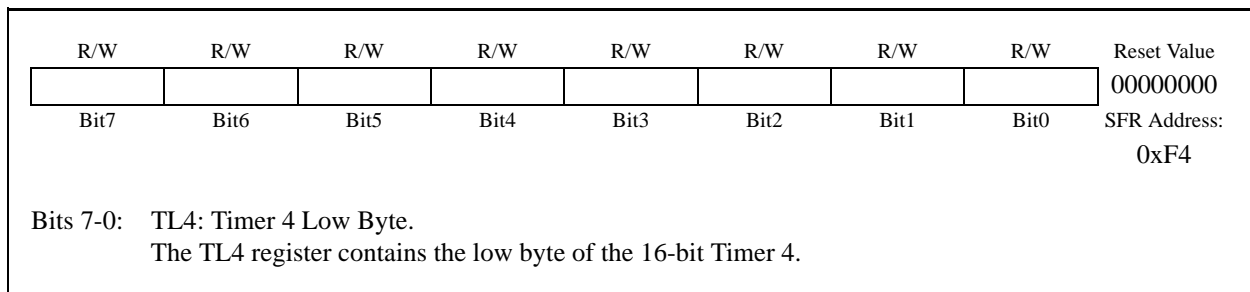 R/W R/W R/W R/W R/W R/W R/W R/W Reset Value
00000000
Bit7 Bit6 Bit5 Bit4 Bit3 Bit2 Bit1 Bit0 SFR Address:
0xF4
Bits 7-0: TL4: Timer 4 Low Byte.
The TL4 register contains the low byte of the 16-bit Timer 4.